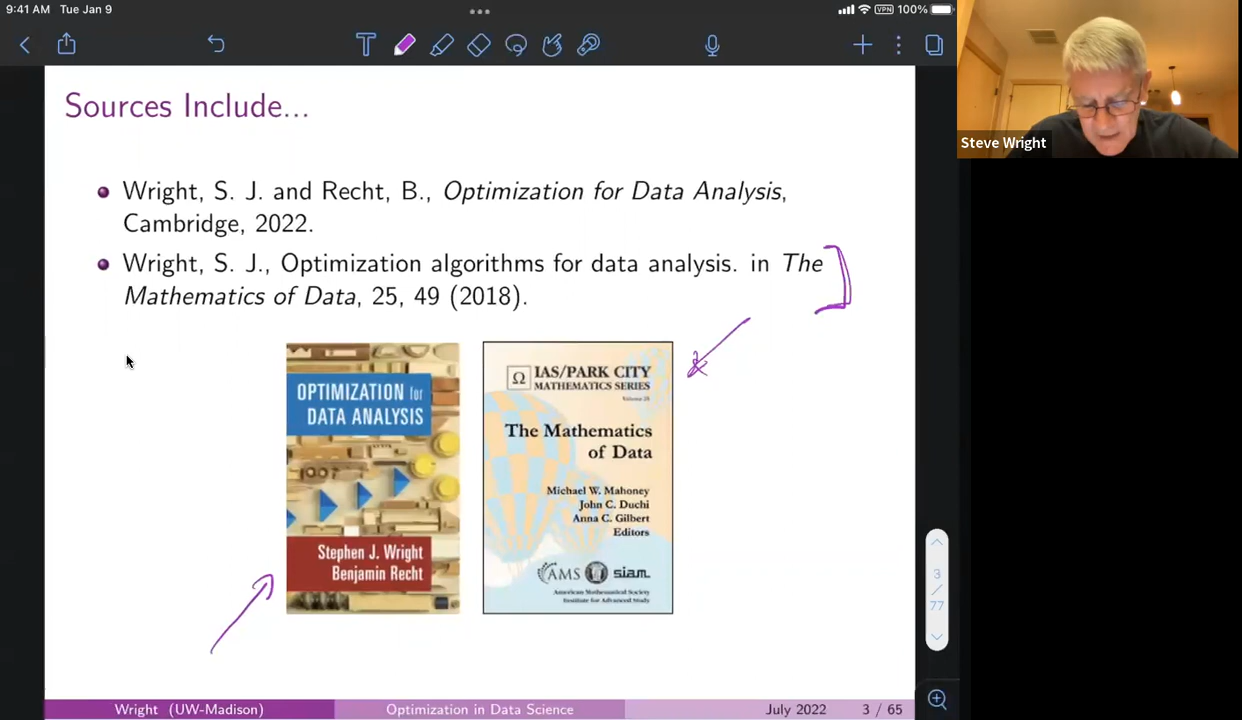 9:41 AM Tue Jan 9
VPN 100%
Sources Include...
Wright, S. J. and Recht, B., Optimization for Data Analysis,
Cambridge, 2022.
Wright, S. J., Optimization algorithms for data analysis. in The
Mathematics of Data, 25, 49 (2018).
OPTIMIZATION for
DATA ANALYSIS
Stephen J. Wright
Benjamin Recht
Ω IAS/PARK CITY
MATHEMATICS SERIES
The Mathematics
of Data
Michael W. Mahoney
John C. Duchi
Anna C. Gilbert
Editors
AMS siam.
American Mathematical Society
Institute for Advanced Study
Steve Wright
3
/
77
Wright (UW-Madison) Optimization in Data Science July 2022 3 / 65